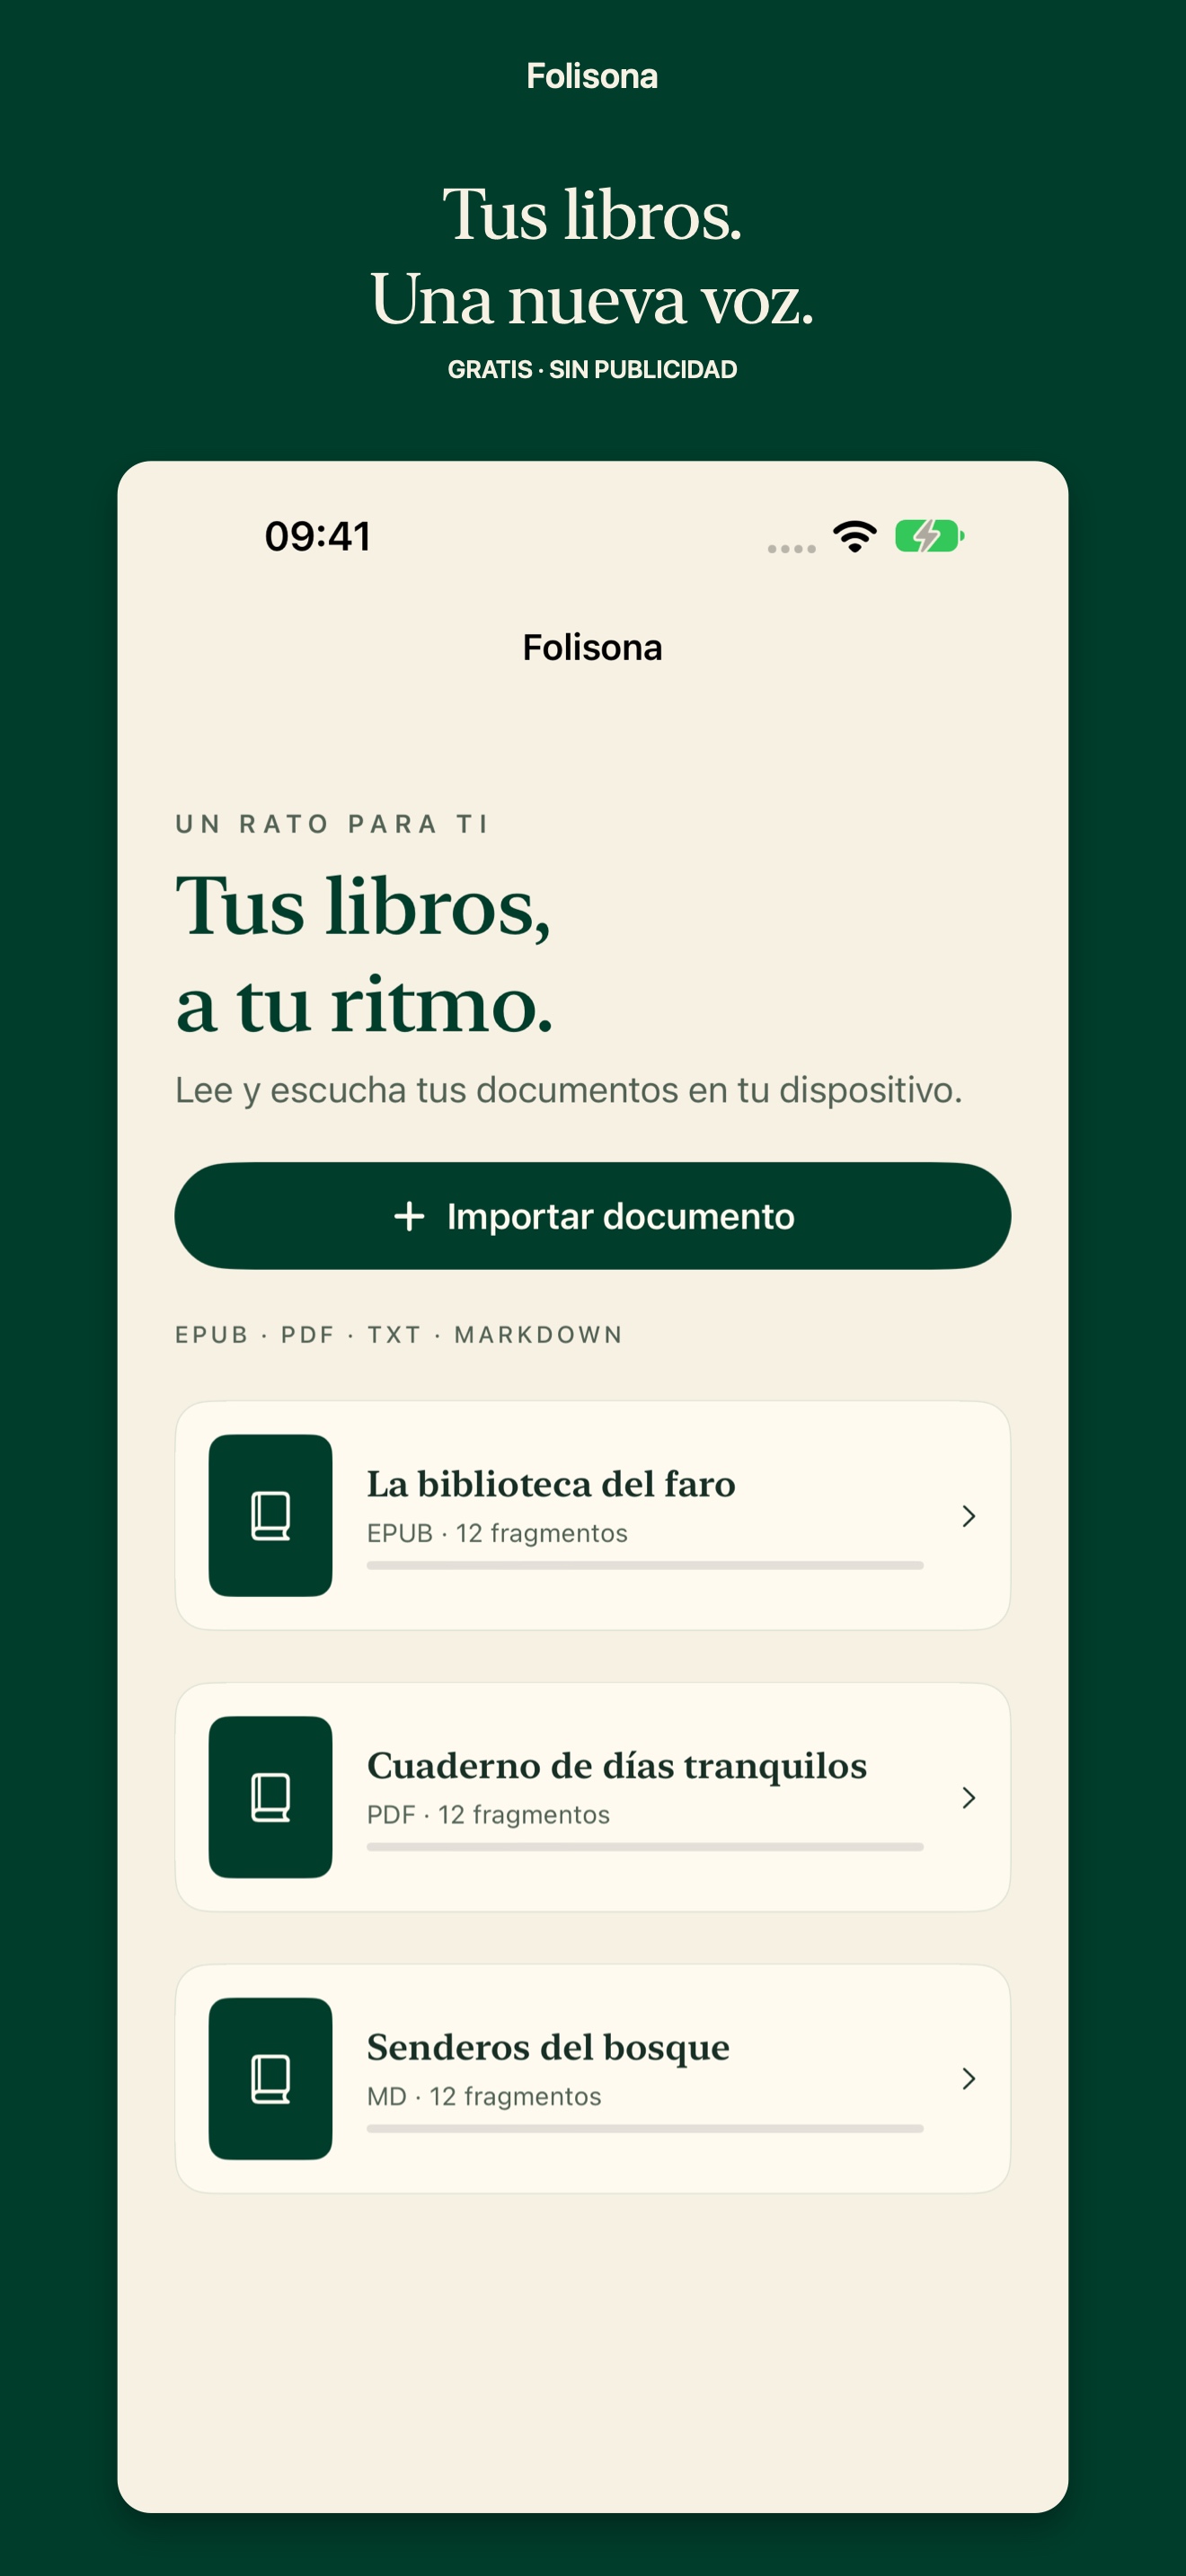 Folisona
Tus libros.
Una nueva voz.
GRATIS · SIN PUBLICIDAD
09:41
Folisona
UN RATO PARA TI
Tus libros,
a tu ritmo.
Lee y escucha tus documentos en tu dispositivo.
+ Importar documento
EPUB · PDF · TXT · MARKDOWN
La biblioteca del faro
EPUB · 12 fragmentos
Cuaderno de días tranquilos
PDF · 12 fragmentos
Senderos del bosque
MD · 12 fragmentos